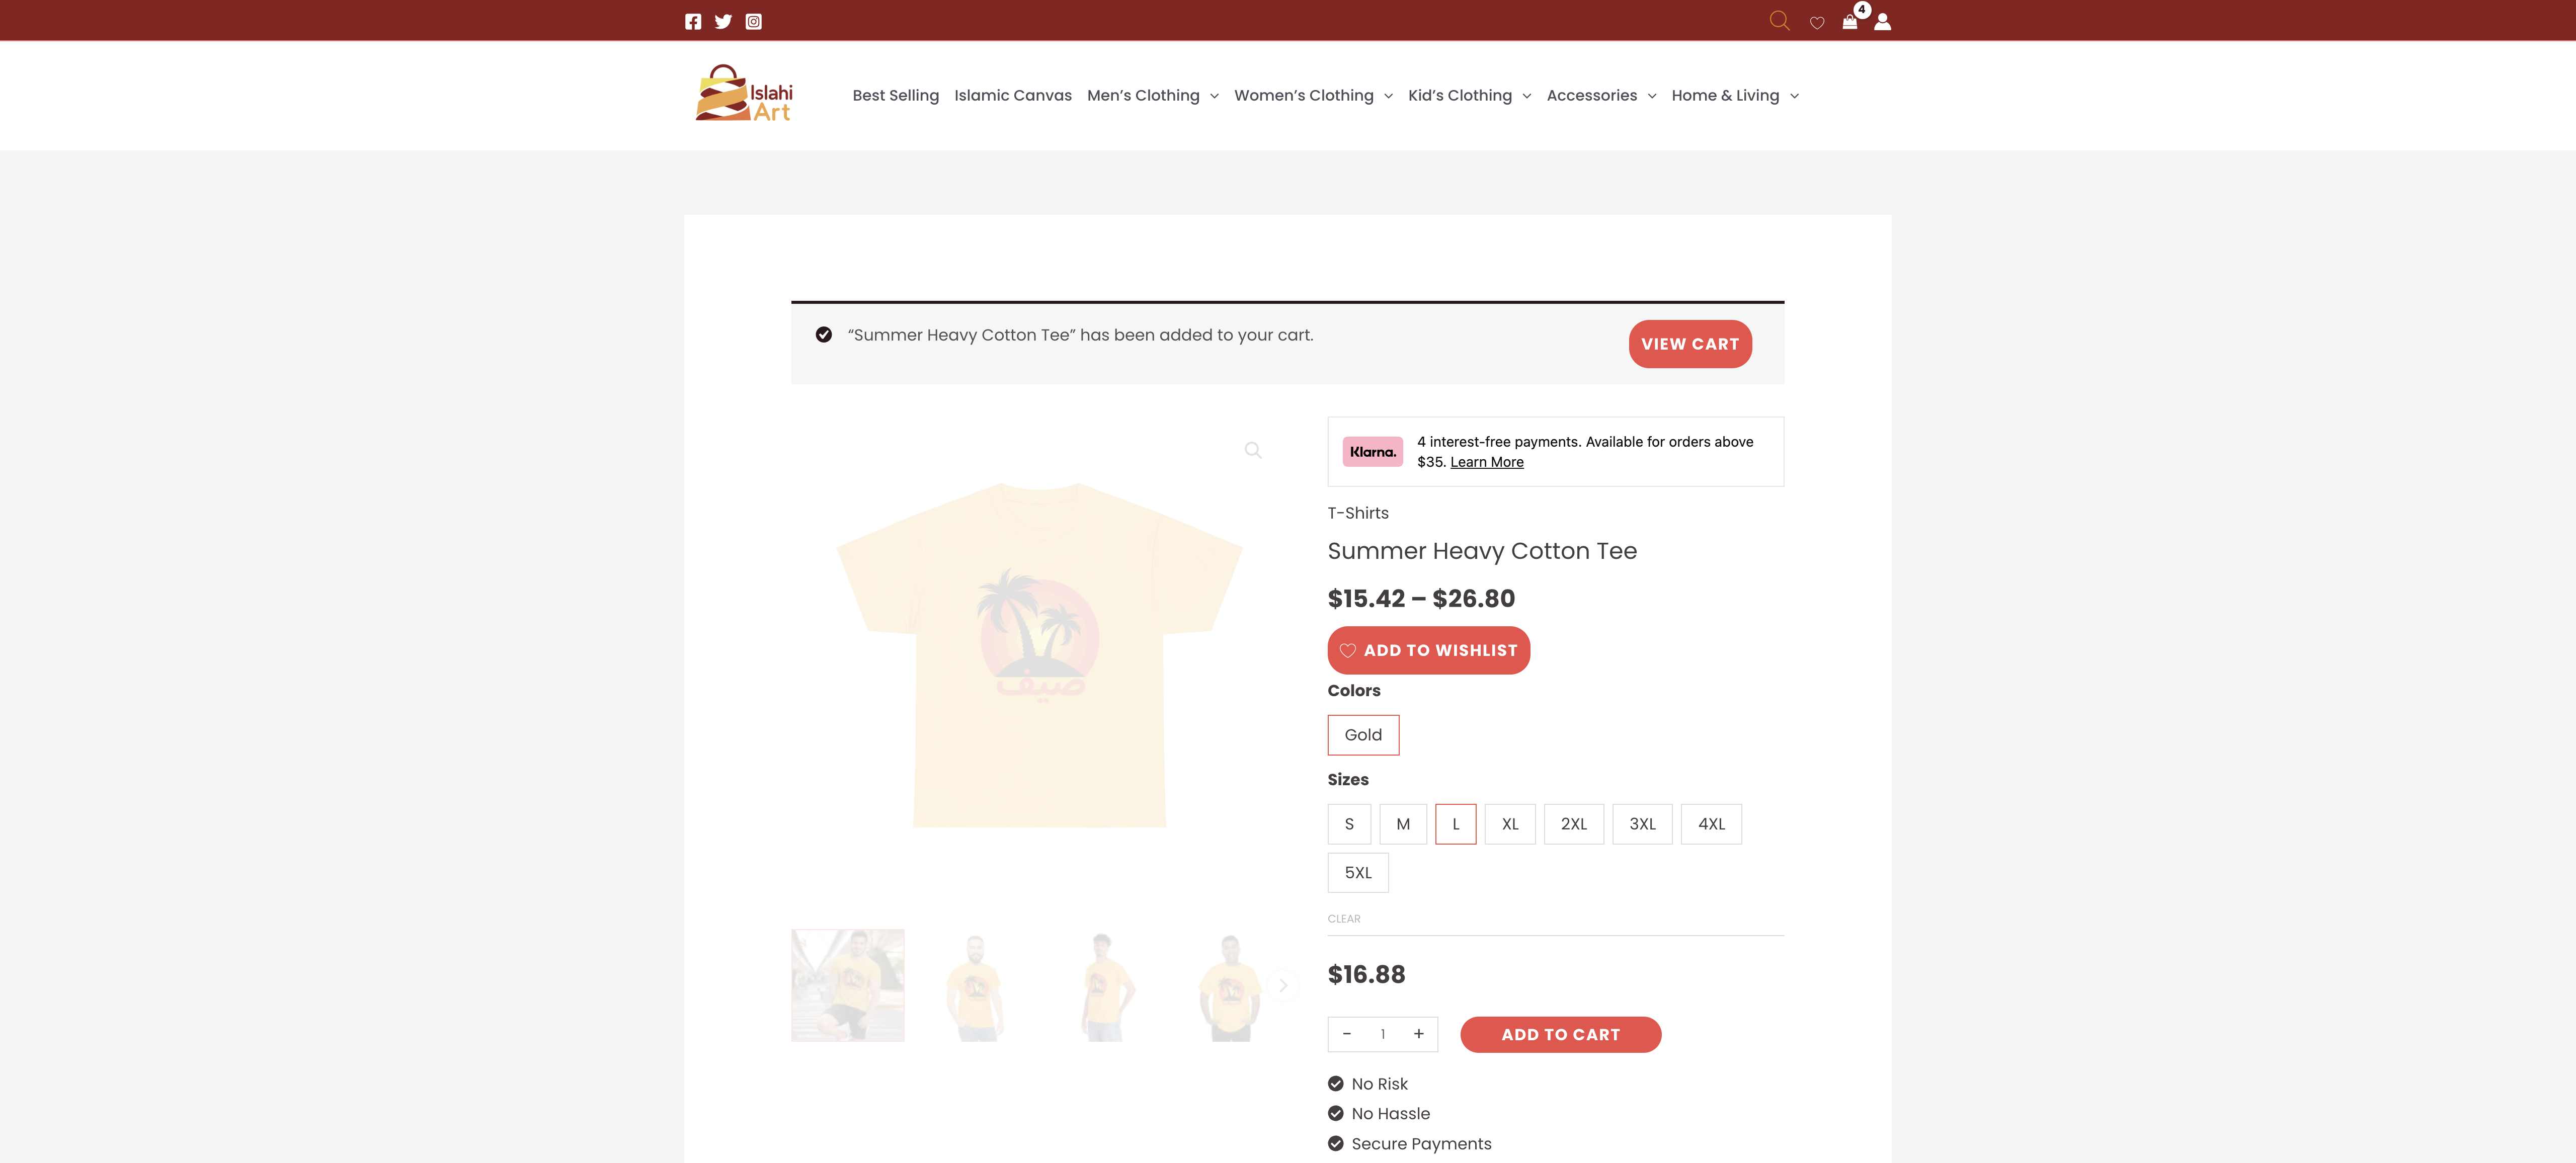 4
Islahi
Art
Best Selling Islamic Canvas Men’s Clothing Women’s Clothing Kid’s Clothing Accessories Home & Living
“Summer Heavy Cotton Tee” has been added to your cart.
VIEW CART
Klarna.
4 interest-free payments. Available for orders above
$35. Learn More
T-Shirts
Summer Heavy Cotton Tee
$15.42 – $26.80
ADD TO WISHLIST
صيف
Colors
Gold
Sizes
S M L XL 2XL 3XL 4XL
5XL
CLEAR
$16.88
- 1 +
ADD TO CART
No Risk
No Hassle
Secure Payments